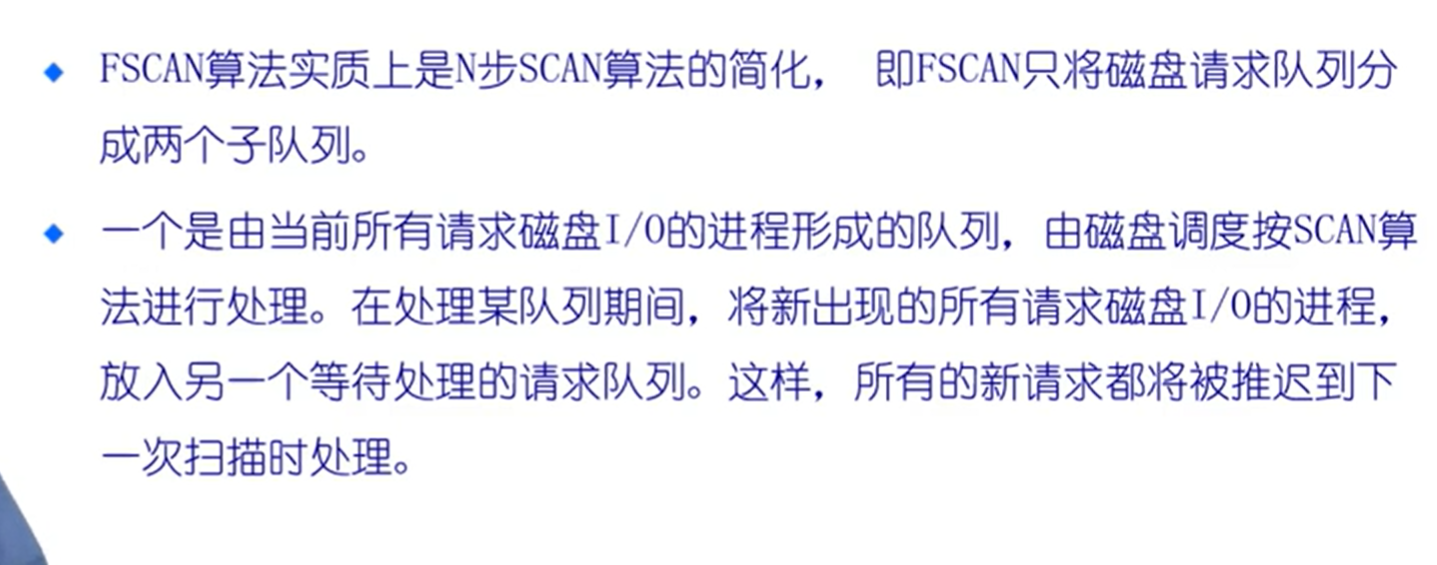 FSCAN算法实质上是N步SCAN算法的简化， 即FSCAN只将磁盘请求队列分
成两个子队列。
一个是由当前所有请求磁盘I/O的进程形成的队列，由磁盘调度按SCAN算
法进行处理。在处理某队列期间，将新出现的所有请求磁盘I/O的进程，
放入另一个等待处理的请求队列。这样，所有的新请求都将被推迟到下
一次扫描时处理。